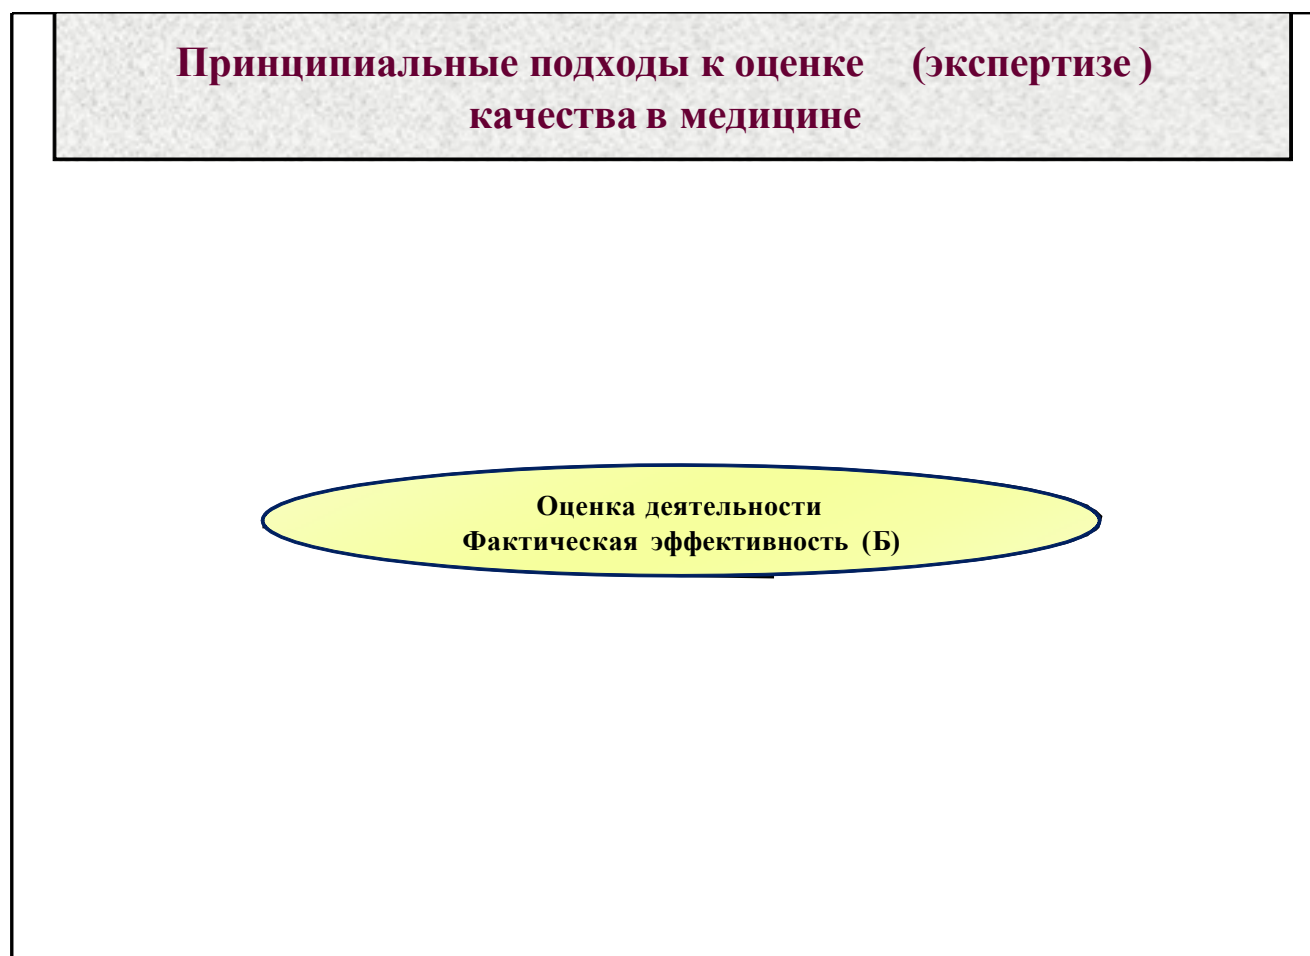 Принципиальные подходы к оценке (экспертизе )
качества в медицине
Оценка деятельности
Фактическая эффективность (Б)